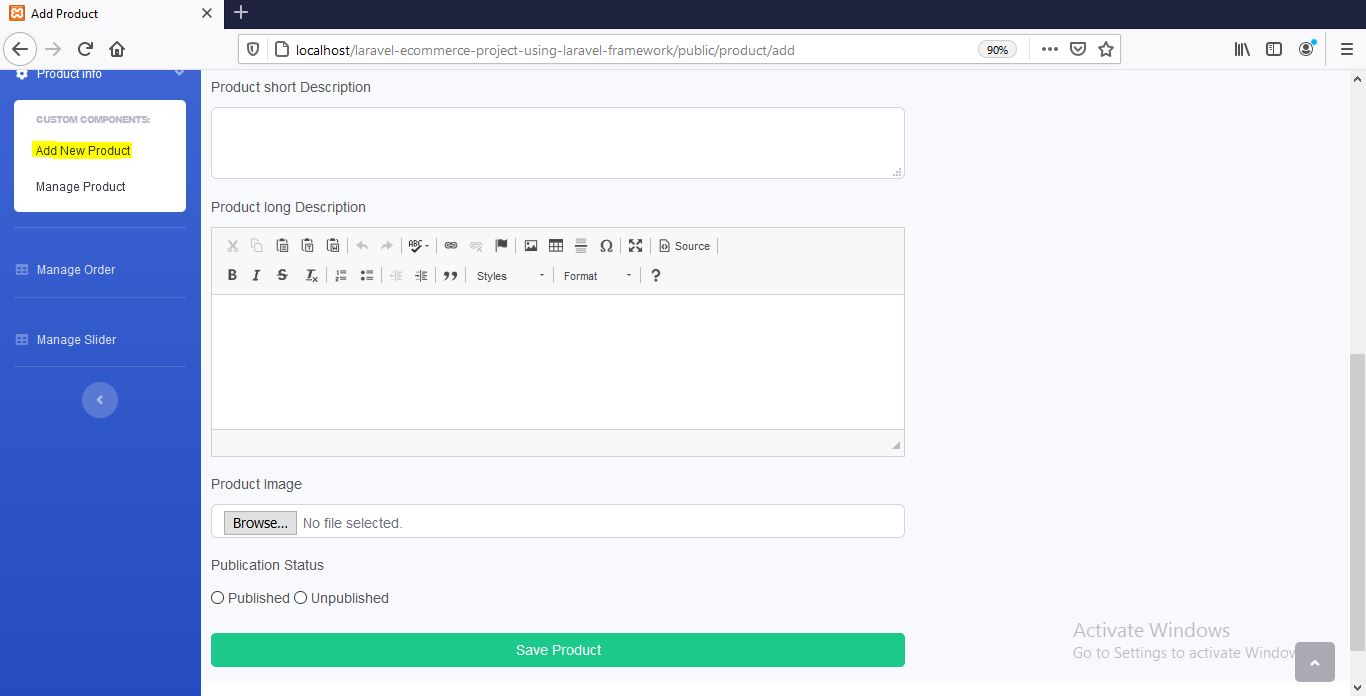 Add Product
localhost/laravel-ecommerce-project-using-laravel-framework/public/product/add
90%
Product info
CUSTOM COMPONENTS:
Add New Product
Manage Product
Manage Order
Manage Slider
Product short Description
Product long Description
ABC
Ω
Source
B I S Tx
Styles
Format
?
Product Image
Browse... No file selected.
Publication Status
Published Unpublished
Save Product
Activate Windows
Go to Settings to activate Window